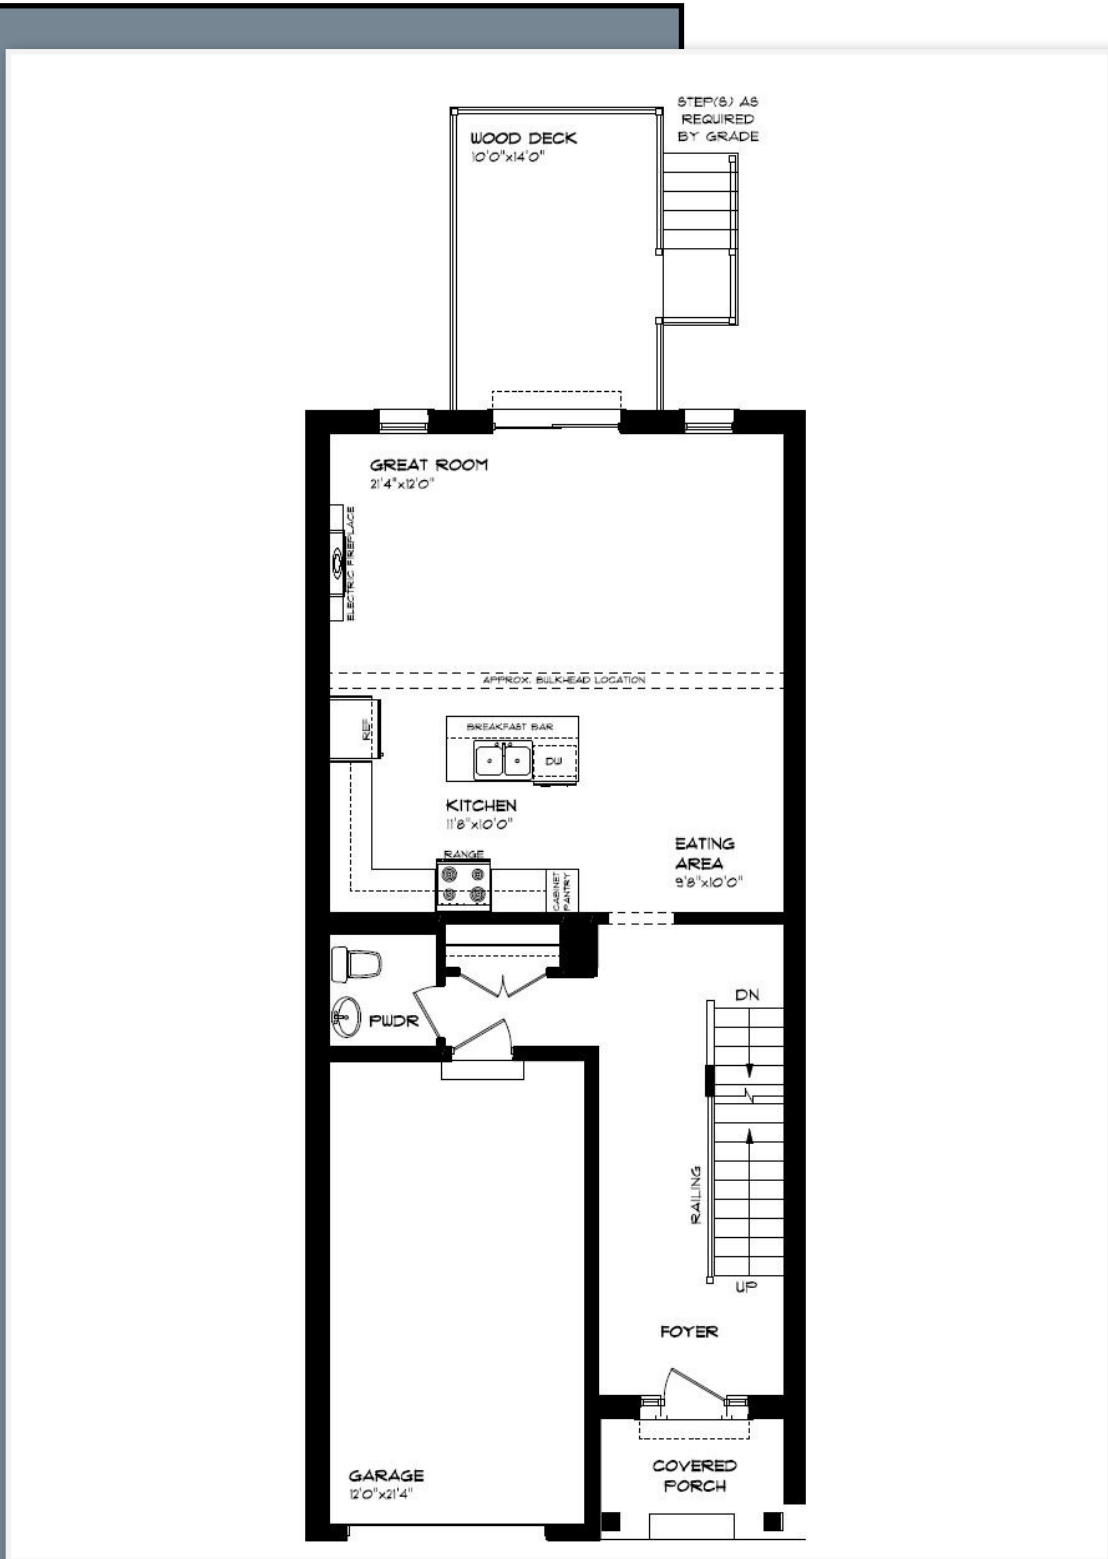 STEP(S) AS
REQUIRED
BY GRADE
WOOD DECK
10'0"x14'0"
GREAT ROOM
21'4"x12'0"
ELECTRIC FIREPLACE
APPROX. BULKHEAD LOCATION
REF
BREAKFAST BAR
DW
KITCHEN
11'8"x10'0"
RANGE
CABINET
PANTRY
EATING
AREA
9'8"x10'0"
PWDR
DN
RAILING
UP
FOYER
COVERED
PORCH
GARAGE
12'0"x21'4"